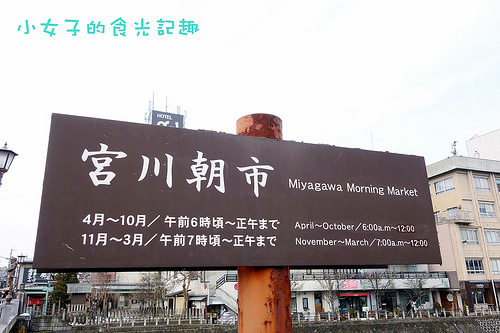 小女子的食光記趣
HOTEL
宮川朝市
Miyagawa Morning Market
4月～10月／午前6時頃～正午まで
April～October／6:00a.m～12:00
11月～3月／午前7時頃～正午まで
November～March／7:00a.m～12:00